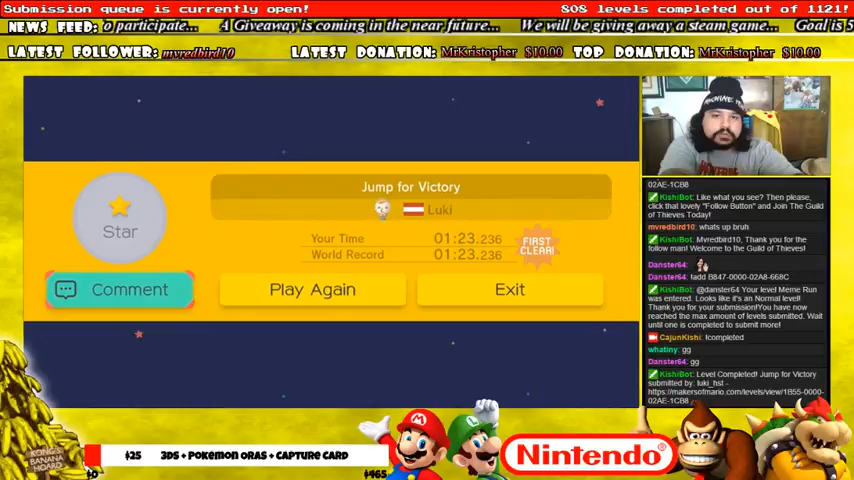 Submission queue is currently open!
808 levels completed out of 1121!
NEWS FEED:
o participate...
A Giveaway is coming in the near future...
We will be giving away a steam game...
Goal is 5
LATEST FOLLOWER: mvredbird10
LATEST DONATION: MrKristopher $10.00
TOP DONATION: MrKristopher $10.00
Jump for Victory
Luki
Star
Your Time 01:23.236
World Record 01:23.236
FIRST
CLEAR!
Comment
Play Again
Exit
02AE-1CB8
KishiBot: Like what you see? Then please,
click that lovely "Follow Button" and Join The Guild
of Thieves Today!
mvredbird10: whats up bruh
KishiBot: Mvredbird10, Thank you for the
follow man! Welcome to the Guild of Thieves!
Danster64:
Danster64: !add B847-0000-02A8-668C
KishiBot: @danster64 Your level Meme Run
was entered. Looks like it's an Normal level!
Thank you for your submission!You have now
reached the max amount of levels submitted. Wait
until one is completed to submit more!
CajunKishi: !completed
whatiny: gg
Danster64: gg
KishiBot: Level Completed! Jump for Victory
submitted by: luki_hst -
https://makersofmario.com/levels/view/1B55-0000-
02AE-1CB8
KONG'S
BANANA
HOARD
$0
$25
3DS + POKEMON ORAS + CAPTURE CARD
$465
Nintendo